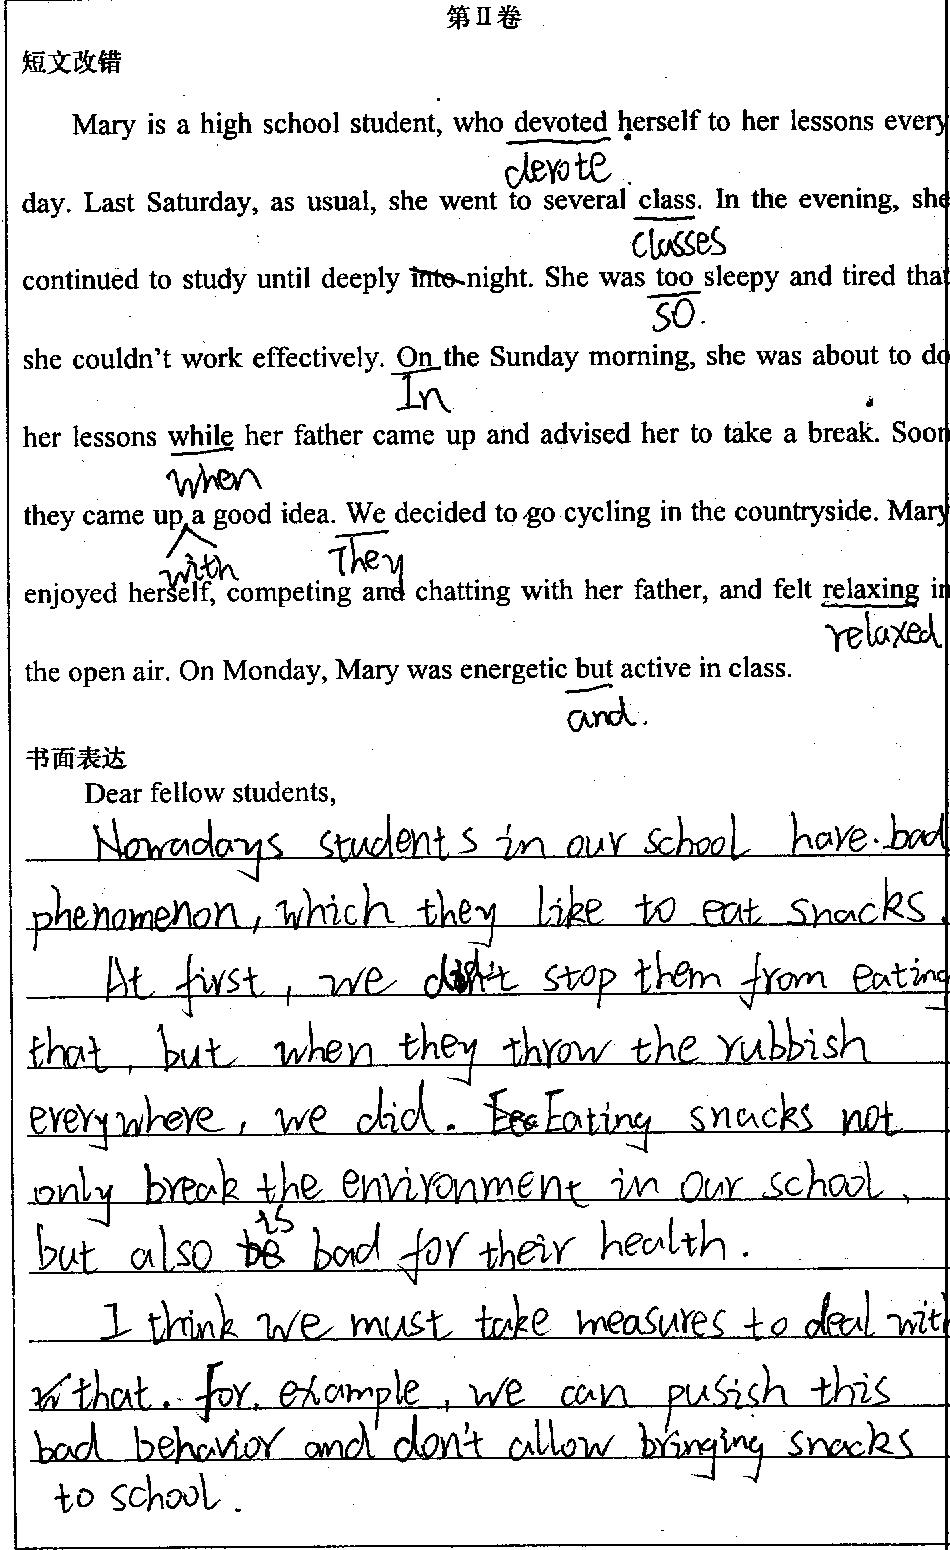 第Ⅱ卷
短文改错
Mary is a high school student, who devoted herself to her lessons every
devote
day. Last Saturday, as usual, she went to several class. In the evening, she
classes
continued to study until deeply into night. She was too sleepy and tired that
so.
she couldn't work effectively. On the Sunday morning, she was about to do
In
her lessons while her father came up and advised her to take a break. Soon
when
they came up a good idea. We decided to go cycling in the countryside. Mary
with They
enjoyed herself, competing and chatting with her father, and felt relaxing in
relaxed
the open air. On Monday, Mary was energetic but active in class.
and.
书面表达
Dear fellow students,
Nowadays students in our school have bad
phenomenon, which they like to eat snacks.
At first, we didn't stop them from eating
that, but when they throw the rubbish
everywhere, we did. Eating snacks not
only break the environment in our school,
is
but also be bad for their health.
I think we must take measures to deal with
that. For example, we can pusish this
bad behavior and don't allow bringing snacks
to school.